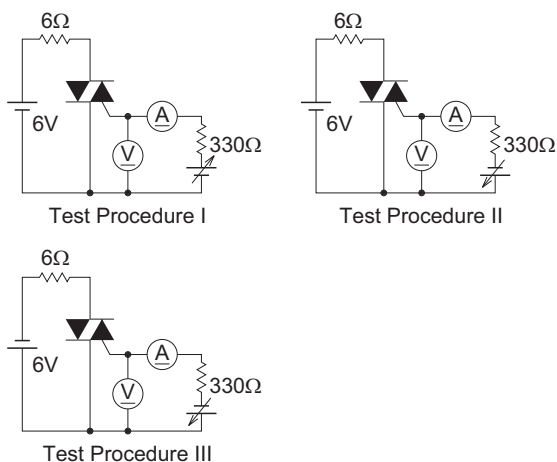 6Ω
6V
A
V
330Ω
Test Procedure I
6Ω
6V
A
V
330Ω
Test Procedure II
6Ω
6V
A
V
330Ω
Test Procedure III